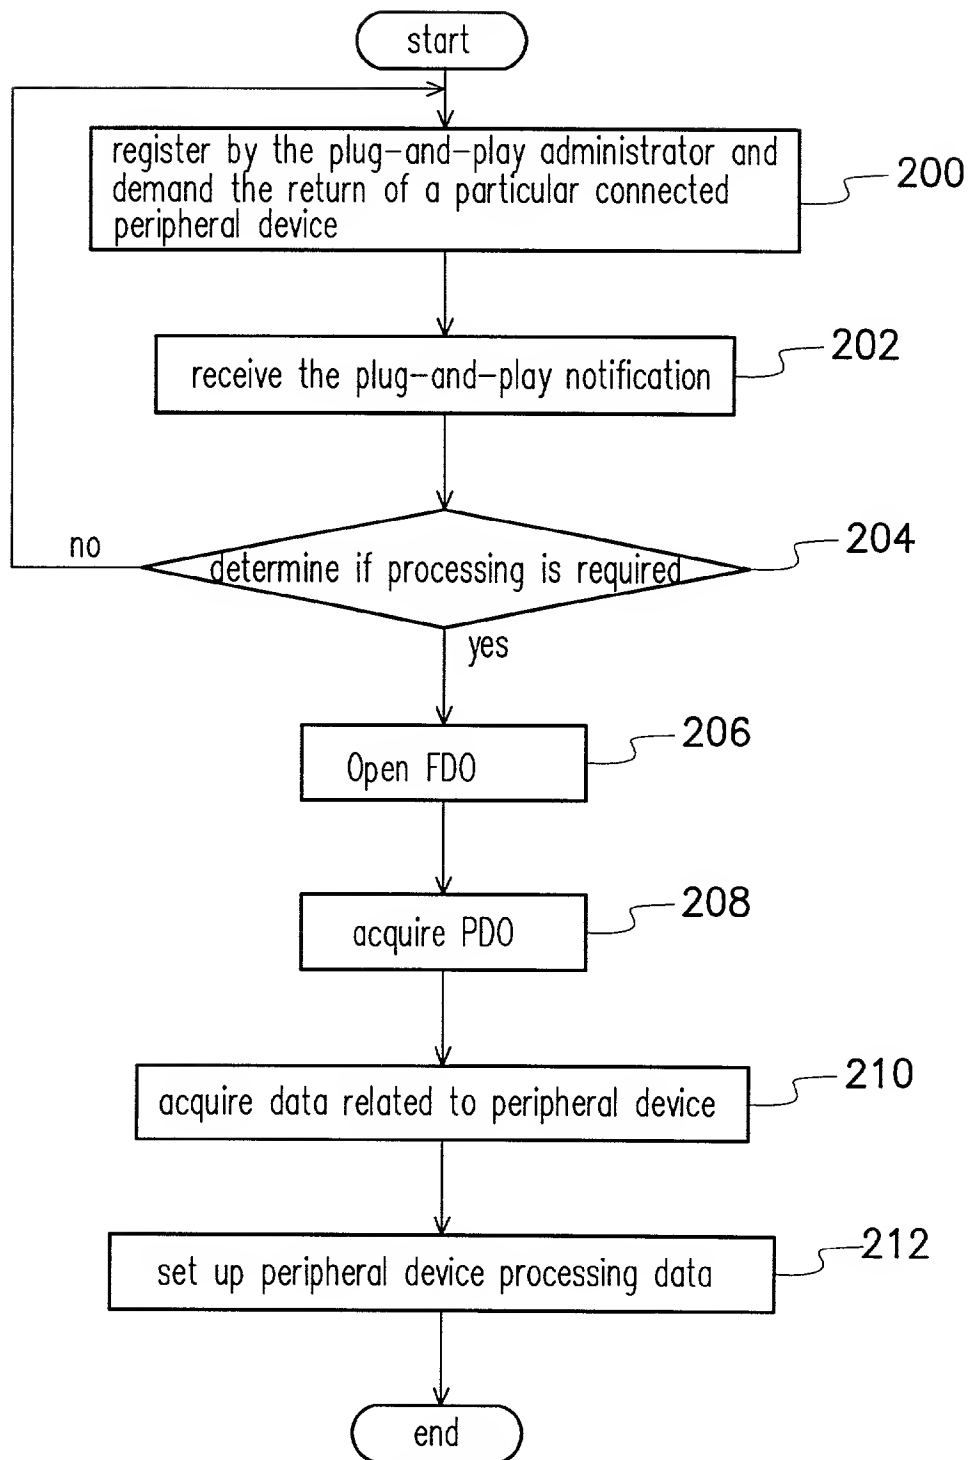 start
register by the plug-and-play administrator and
demand the return of a particular connected
peripheral device
200
receive the plug-and-play notification
202
determine if processing is required
204
no
yes
Open FDO
206
acquire PDO
208
acquire data related to peripheral device
210
set up peripheral device processing data
212
end